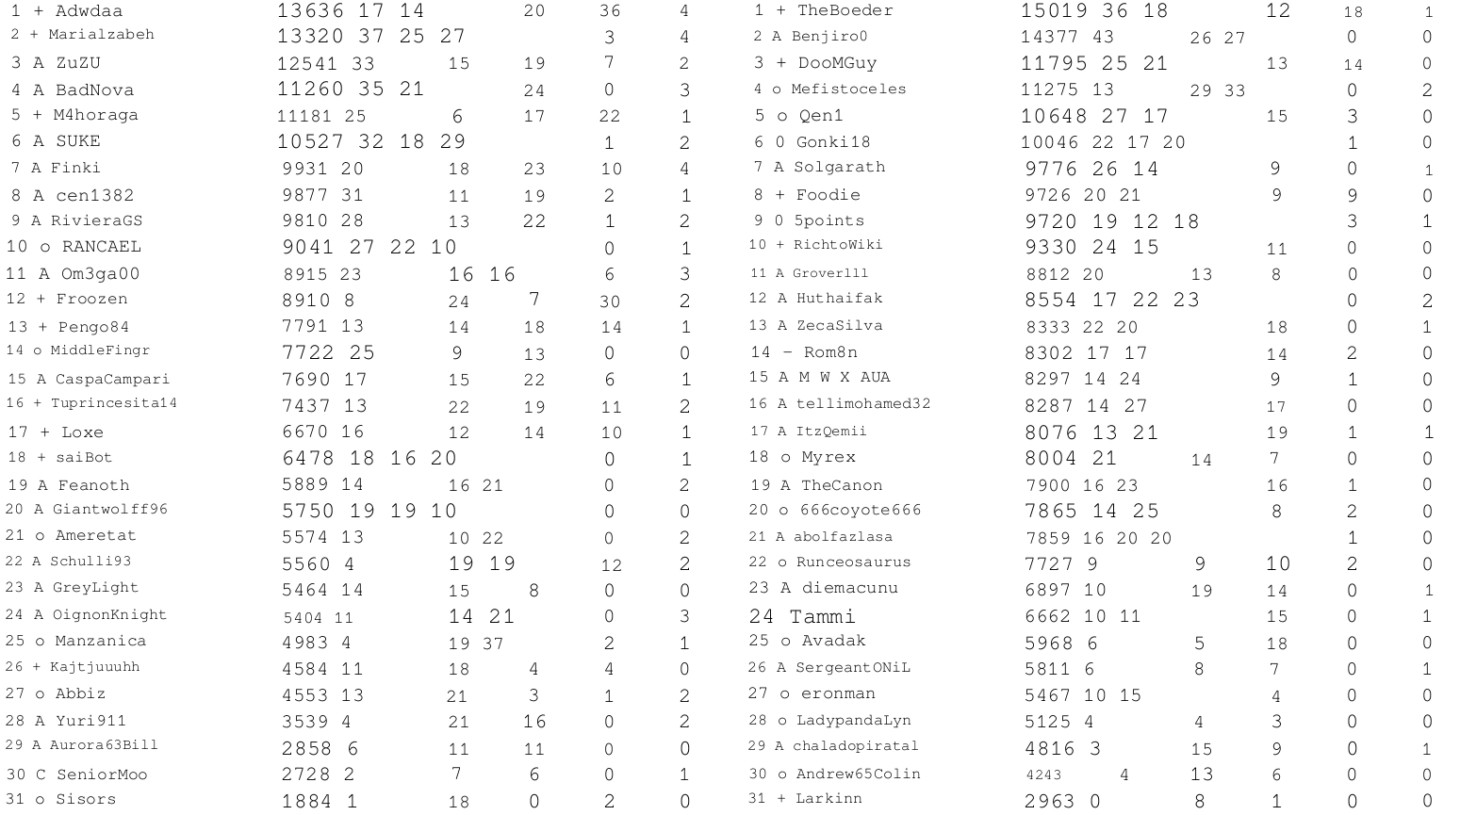 1 + Adwdaa 13636 17 14 20 36 4 1 + TheBoeder 15019 36 18 12 18 1
2 + Marialzabeh 13320 37 25 27 3 4 2 A Benjiro0 14377 43 26 27 0 0
3 A ZuZU 12541 33 15 19 7 2 3 + DooMGuy 11795 25 21 13 14 0
4 A BadNova 11260 35 21 24 0 3 4 o Mefistoceles 11275 13 29 33 0 2
5 + M4horaga 11181 25 6 17 22 1 5 o Qen1 10648 27 17 15 3 0
6 A SUKE 10527 32 18 29 1 2 6 0 Gonki18 10046 22 17 20 1 0
7 A Finki 9931 20 18 23 10 4 7 A Solgarath 9776 26 14 9 0 1
8 A cen1382 9877 31 11 19 2 1 8 + Foodie 9726 20 21 9 9 0
9 A RivieraGS 9810 28 13 22 1 2 9 0 5points 9720 19 12 18 3 1
10 o RANCAEL 9041 27 22 10 0 1 10 + RichtoWiki 9330 24 15 11 0 0
11 A Om3ga00 8915 23 16 16 6 3 11 A Groverlll 8812 20 13 8 0 0
12 + Froozen 8910 8 24 7 30 2 12 A Huthaifak 8554 17 22 23 0 2
13 + Pengo84 7791 13 14 18 14 1 13 A ZecaSilva 8333 22 20 18 0 1
14 o MiddleFingr 7722 25 9 13 0 0 14 - Rom8n 8302 17 17 14 2 0
15 A CaspaCampari 7690 17 15 22 6 1 15 A M W X AUA 8297 14 24 9 1 0
16 + Tuprincesita14 7437 13 22 19 11 2 16 A tellimohamed32 8287 14 27 17 0 0
17 + Loxe 6670 16 12 14 10 1 17 A ItzQemii 8076 13 21 19 1 1
18 + saiBot 6478 18 16 20 0 1 18 o Myrex 8004 21 14 7 0 0
19 A Feanoth 5889 14 16 21 0 2 19 A TheCanon 7900 16 23 16 1 0
20 A Giantwolff96 5750 19 19 10 0 0 20 o 666coyote666 7865 14 25 8 2 0
21 o Ameretat 5574 13 10 22 0 2 21 A abolfazlasa 7859 16 20 20 1 0
22 A Schulli93 5560 4 19 19 12 2 22 o Runceosaurus 7727 9 9 10 2 0
23 A GreyLight 5464 14 15 8 0 0 23 A diemacunu 6897 10 19 14 0 1
24 A OignonKnight 5404 11 14 21 0 3 24 Tammi 6662 10 11 15 0 1
25 o Manzanica 4983 4 19 37 2 1 25 o Avadak 5968 6 5 18 0 0
26 + Kajtjuuuhh 4584 11 18 4 4 0 26 A SergeantONiL 5811 6 8 7 0 1
27 o Abbiz 4553 13 21 3 1 2 27 o eronman 5467 10 15 4 0 0
28 A Yuri911 3539 4 21 16 0 2 28 o LadypandaLyn 5125 4 4 3 0 0
29 A Aurora63Bill 2858 6 11 11 0 0 29 A chaladopiratal 4816 3 15 9 0 1
30 C SeniorMoo 2728 2 7 6 0 1 30 o Andrew65Colin 4243 4 13 6 0 0
31 o Sisors 1884 1 18 0 2 0 31 + Larkinn 2963 0 8 1 0 0